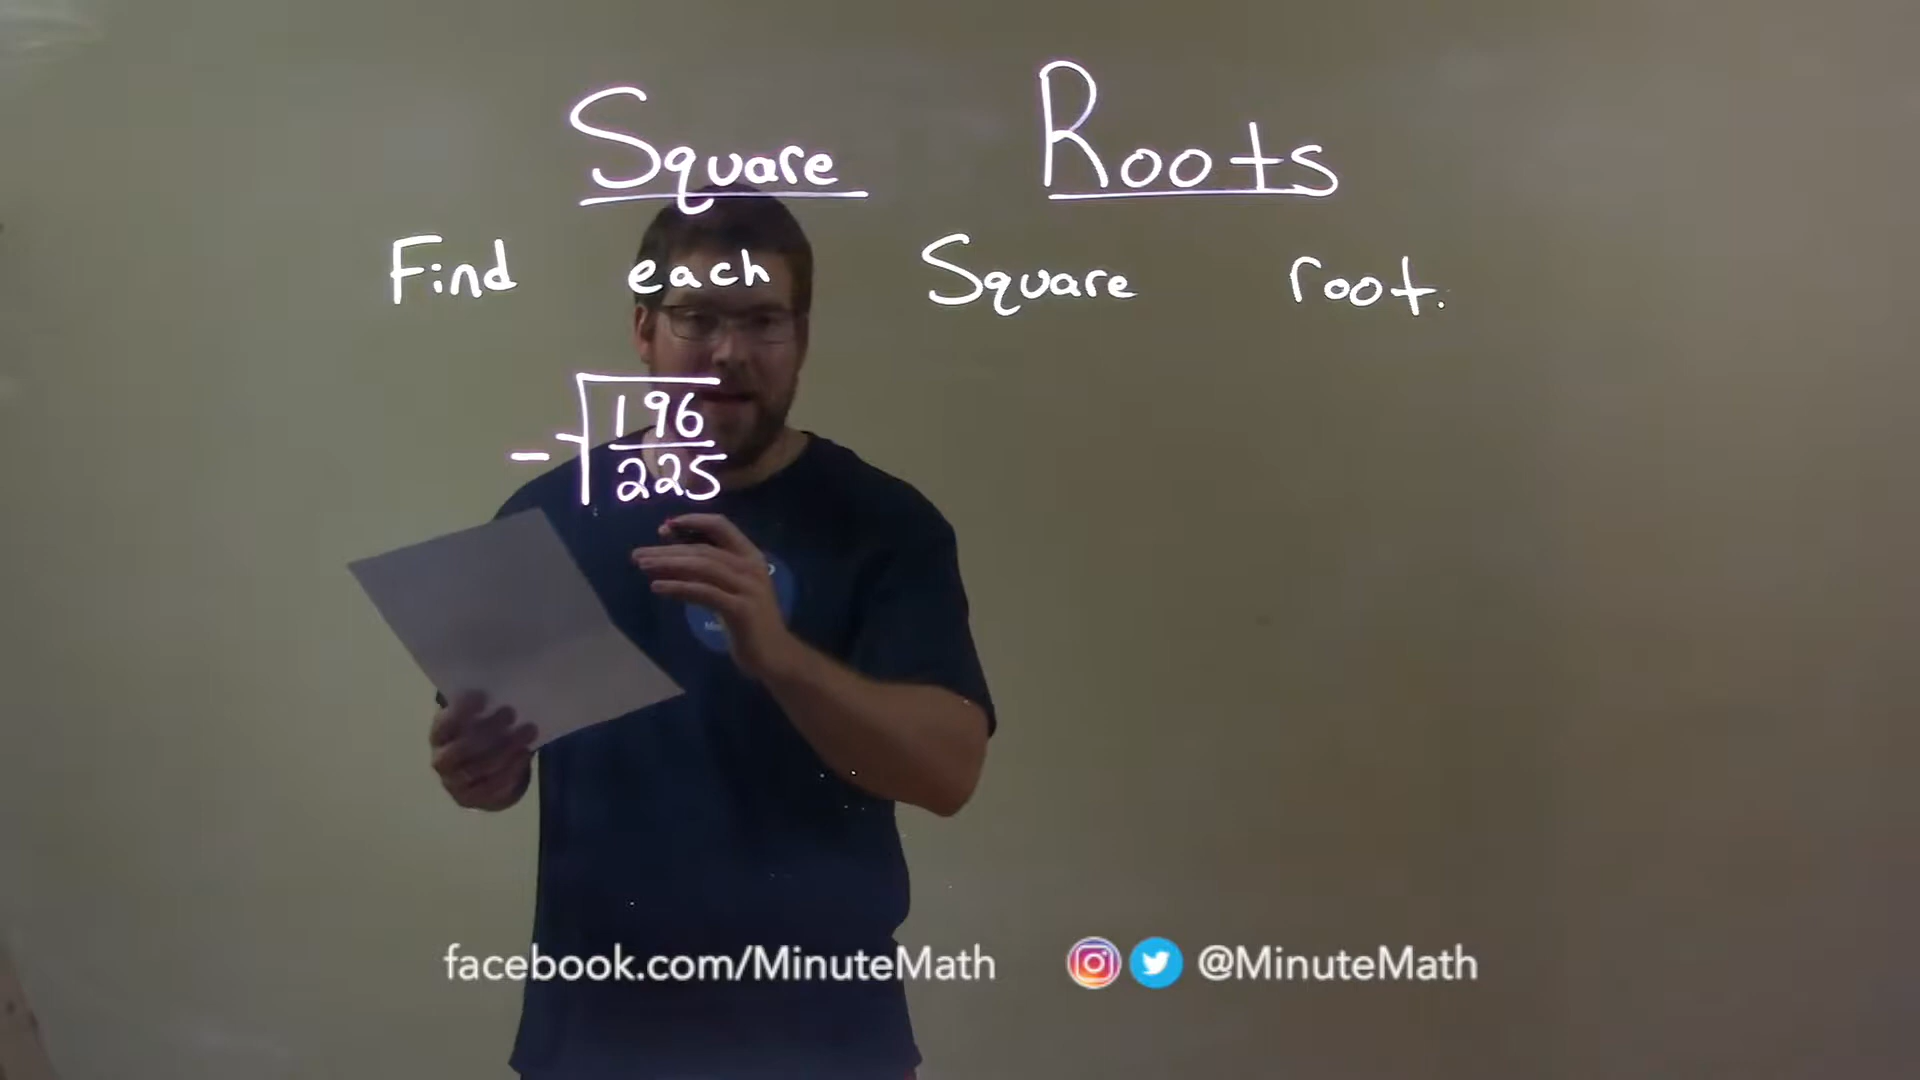 Square Roots
Find each Square root.
-√196/225
facebook.com/MinuteMath @MinuteMath